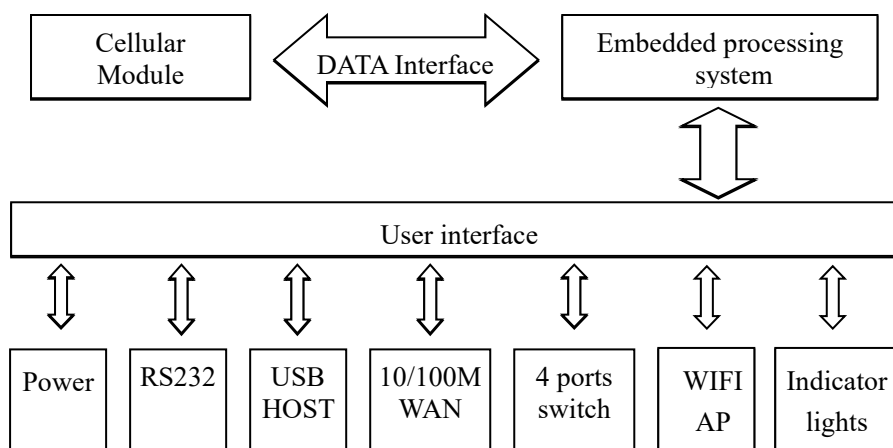 Cellular
Module
DATA Interface
Embedded processing
system
User interface
Power
RS232
USB
HOST
10/100M
WAN
4 ports
switch
WIFI
AP
Indicator
lights